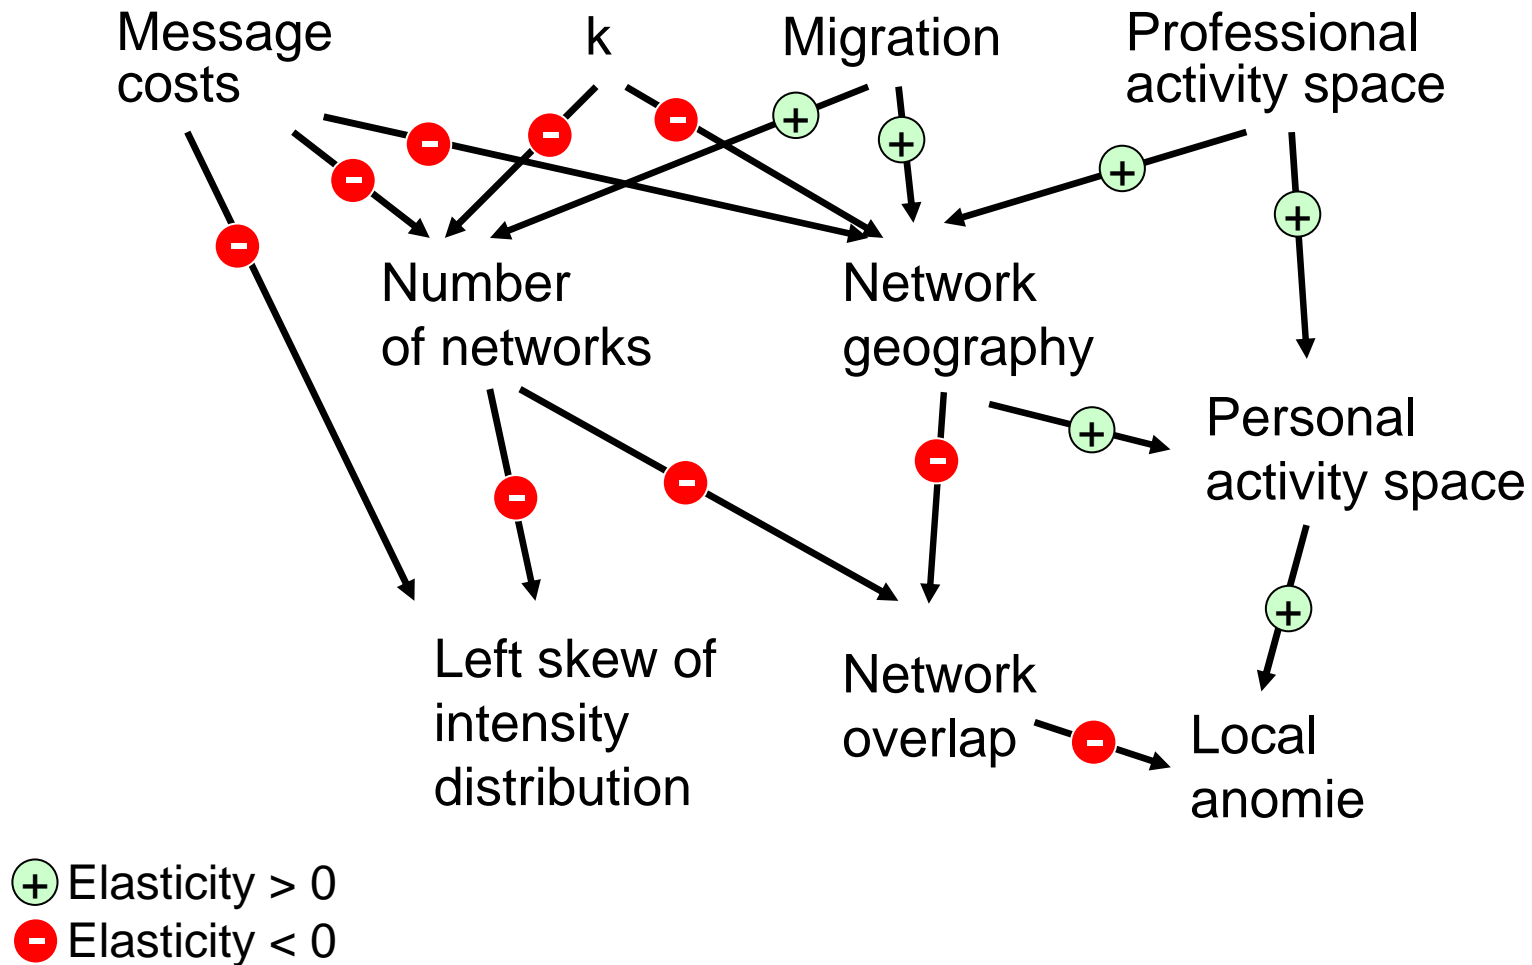 Message
costs
k
Migration
Professional
activity space
-
-
+
-
+
-
+
-
+
-
Number
of networks
Network
geography
Personal
activity space
+
-
-
-
+
Left skew of
intensity
distribution
Network
overlap
-
Local
anomie
+ Elasticity > 0
- Elasticity < 0